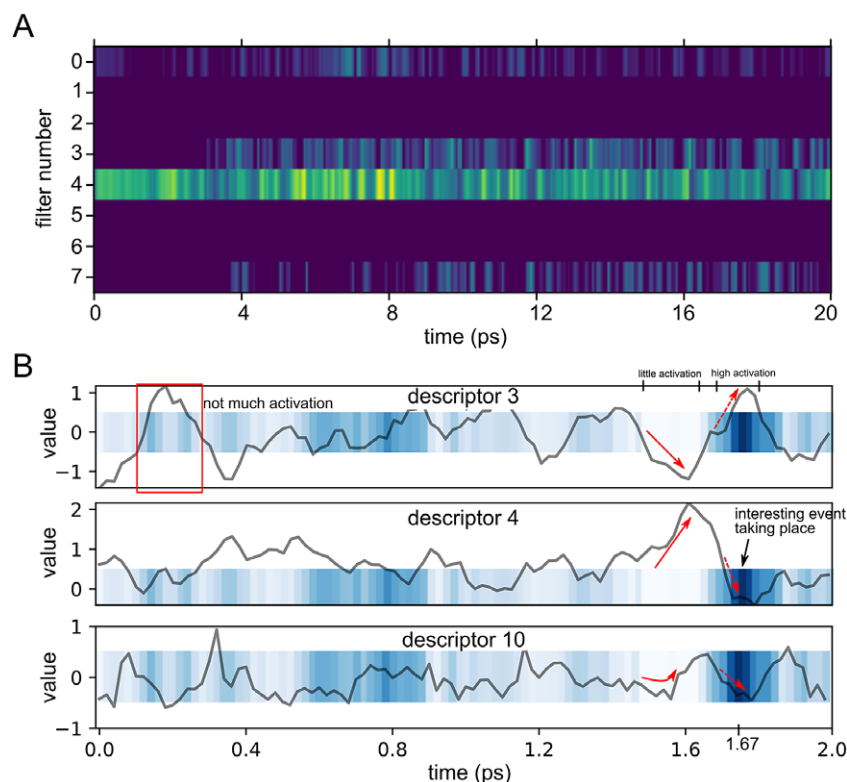 A
filter number
0
1
2
3
4
5
6
7
0 4 8 12 16 20
time (ps)
B
little activation high activation
value
1
0
−1
descriptor 3
not much activation
value
2
1
0
descriptor 4
interesting event
taking place
value
1
0
−1
descriptor 10
0.0 0.4 0.8 1.2 1.6 1.67 2.0
time (ps)